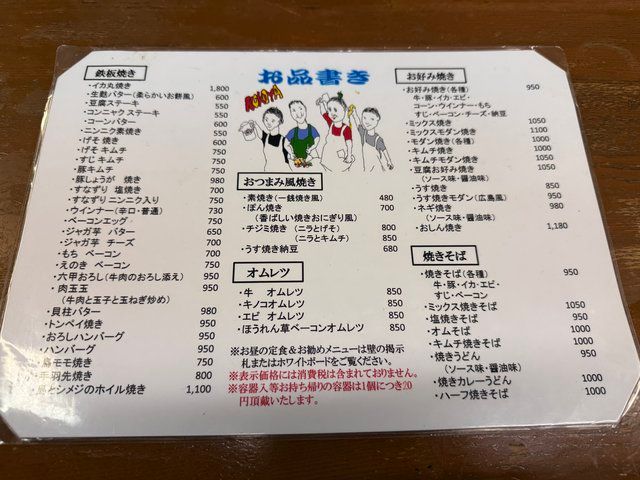 お品書き
鉄板焼き
・イカ丸焼き 1,800
・生麩バター(柔らかいお餅風) 600
・豆腐ステーキ 550
・コンニャクステーキ 550
・コーンバター 600
・ニンニク素焼き 500
・げそ焼き
・げそキムチ
・すじキムチ
・豚キムチ
・豚しょうが 焼き 980
・すなずり 塩焼き 750
・すなずりニンニク入り 750
・ウインナー(辛口・普通) 730
・ベーコンエッグ
・ジャガ芋 バター 650
・ジャガ芋 チーズ 700
・もち ベーコン 750
・えのき ベーコン 750
・六甲おろし(牛肉のおろし添え) 950
・肉玉玉 950
(牛肉と玉子と玉ねぎ炒め)
・貝柱バター 980
・トンペイ焼き 950
・おろしハンバーグ 950
・ハンバーグ 950
モモ焼き 750
・手羽先焼き 800
とシメジのホイル焼き 1,100
おつまみ風焼き
・素焼き(一銭焼き風) 480
・ぽん焼き 700
(香ばしい焼きおにぎり風)
・チジミ焼き (ニラとげそ) 800
(ニラとキムチ) 850
・うす焼き納豆 680
オムレツ
・牛 オムレツ 850
・キノコオムレツ 850
・エビ オムレツ 850
・ほうれん草ベーコンオムレツ 850
※お昼の定食&お勧めメニューは壁の掲示
札またはホワイトボードをご覧ください。
※表示価格には消費税は含まれておりません。
※容器入等お持ち帰りの容器は1個につき20
円頂戴いたします。
お好み焼き
・お好み焼き(各種) 950
牛・豚・イカ・エビ・
コーン・ウインナー・もち
すじ・ベーコン・チーズ・納豆
・ミックス焼き 1050
・ミックスモダン焼き 1100
・モダン焼き(各種) 1000
・キムチ焼き 1050
・キムチモダン焼き 1050
・豆腐お好み焼き 1050
(ソース味・醤油味)
・うす焼き 850
・うす焼きモダン(広島風) 950
・ネギ焼き 980
(ソース味・醤油味)
・おしん焼き 1,180
焼きそば
・焼きそば(各種) 950
牛・豚・イカ・エビ・
すじ・ベーコン
・ミックス焼きそば 1050
・塩焼きそば 1000
・オムそば 1000
・キムチ焼きそば 1000
・焼きうどん 950
(ソース味・醤油味)
・焼きカレーうどん 1000
・ハーフ焼きそば